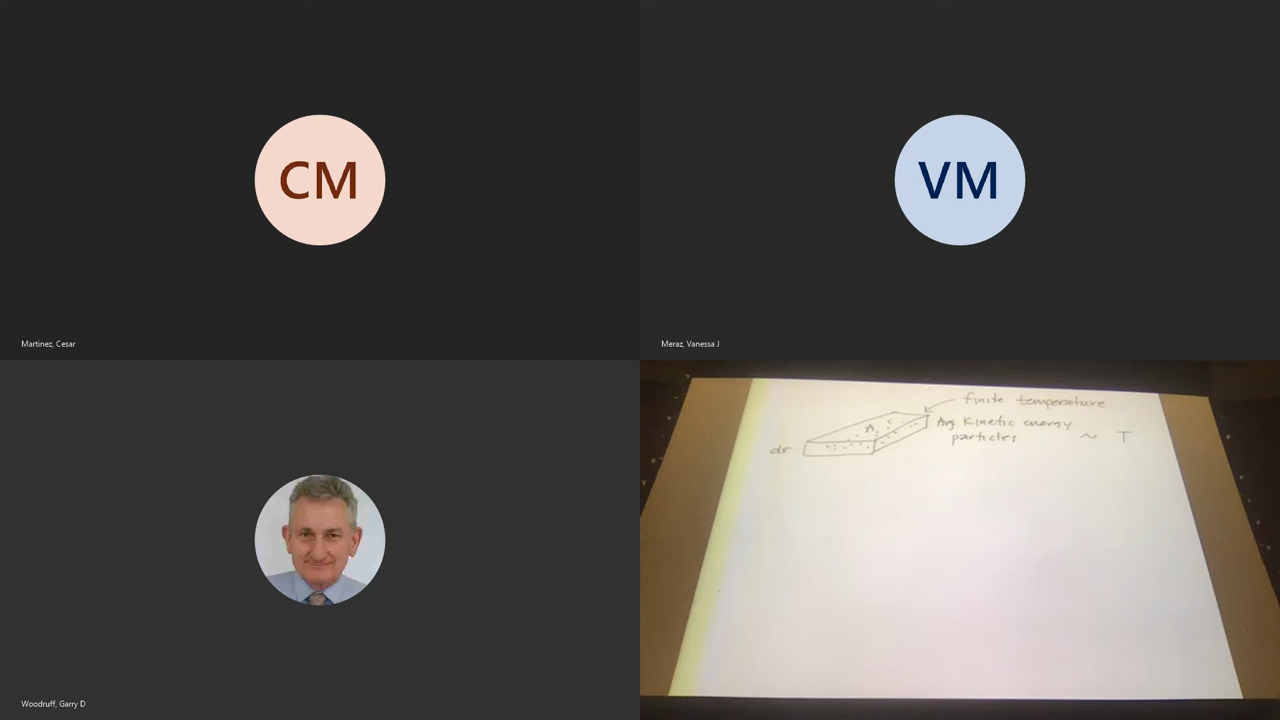 CM
Martinez, Cesar
VM
Meraz, Vanessa J
Woodruff, Garry D
finite temperature
A
Avg Kinetic energy
particles ~ T
dr